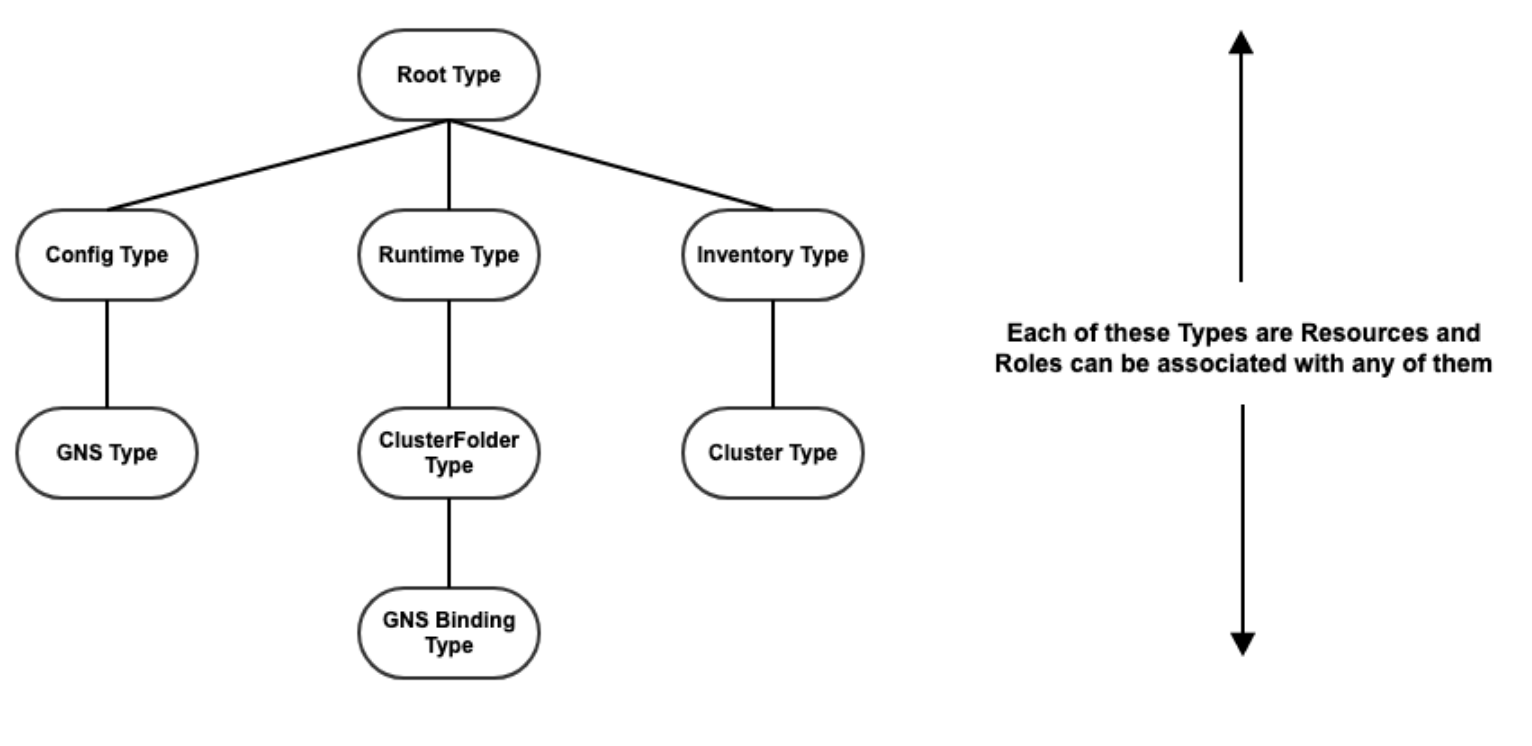 Root Type
Config Type
Runtime Type
Inventory Type
Each of these Types are Resources and
Roles can be associated with any of them
GNS Type
ClusterFolder
Type
Cluster Type
GNS Binding
Type